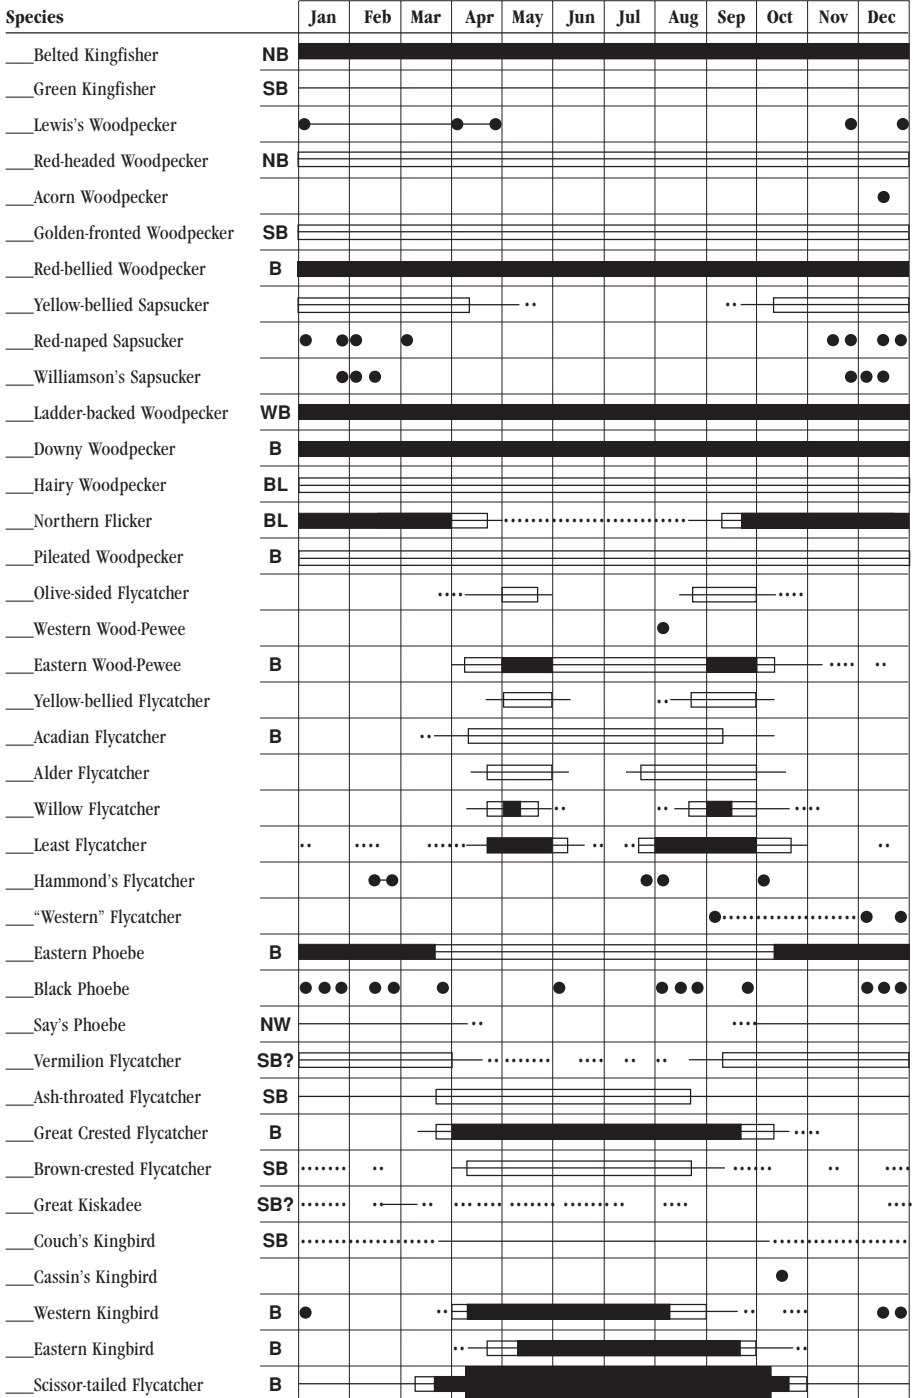 Species Jan Feb Mar Apr May Jun Jul Aug Sep Oct Nov Dec
___Belted Kingfisher NB
___Green Kingfisher SB
___Lewis's Woodpecker
___Red-headed Woodpecker NB
___Acorn Woodpecker
___Golden-fronted Woodpecker SB
___Red-bellied Woodpecker B
___Yellow-bellied Sapsucker
___Red-naped Sapsucker
___Williamson's Sapsucker
___Ladder-backed Woodpecker WB
___Downy Woodpecker B
___Hairy Woodpecker BL
___Northern Flicker BL
___Pileated Woodpecker B
___Olive-sided Flycatcher
___Western Wood-Pewee
___Eastern Wood-Pewee B
___Yellow-bellied Flycatcher
___Acadian Flycatcher B
___Alder Flycatcher
___Willow Flycatcher
___Least Flycatcher
___Hammond's Flycatcher
___“Western” Flycatcher
___Eastern Phoebe B
___Black Phoebe
___Say's Phoebe NW
___Vermilion Flycatcher SB?
___Ash-throated Flycatcher SB
___Great Crested Flycatcher B
___Brown-crested Flycatcher SB
___Great Kiskadee SB?
___Couch's Kingbird SB
___Cassin's Kingbird
___Western Kingbird B
___Eastern Kingbird B
___Scissor-tailed Flycatcher B